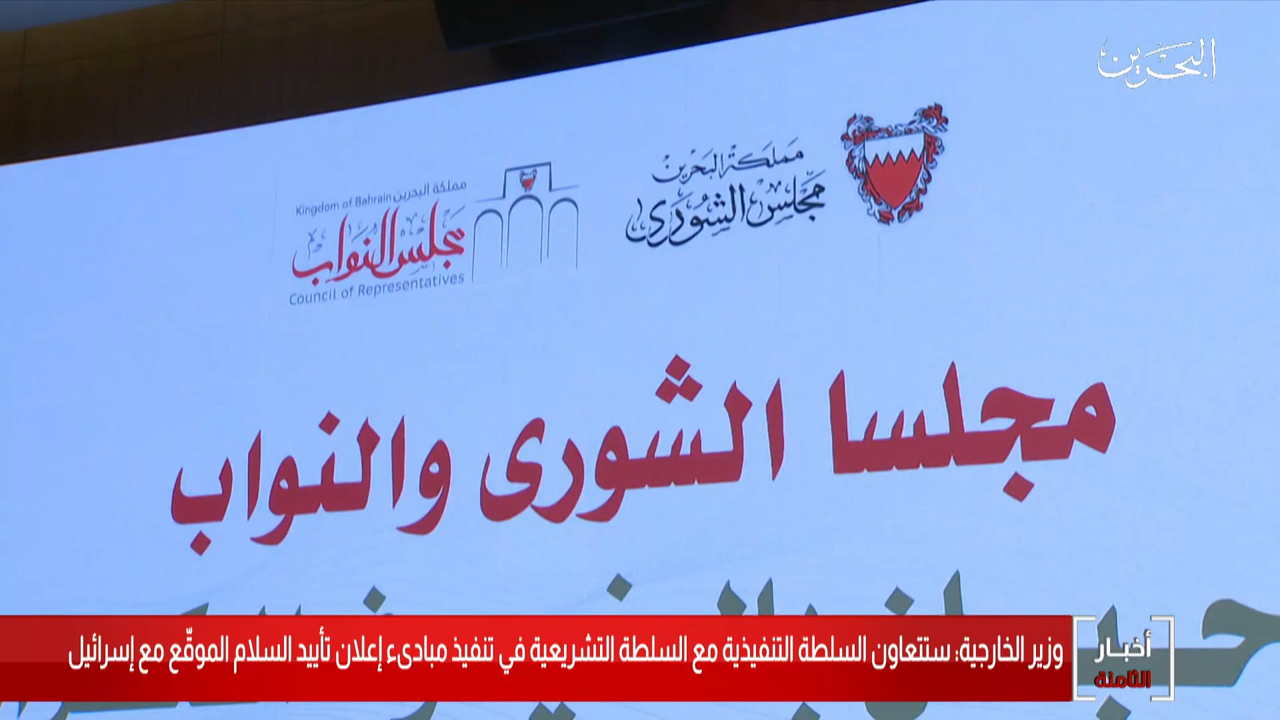 البحرين
مملكة البحرين
مجلس الشورى
Kingdom of Bahrain مملكة البحرين
مجلس النواب
Council of Representatives
مجلسا الشورى والنواب
أخبار
الثامنة
وزير الخارجية: ستتعاون السلطة التنفيذية مع السلطة التشريعية في تنفيذ مبادىء إعلان تأييد السلام الموقّع مع إسرائيل